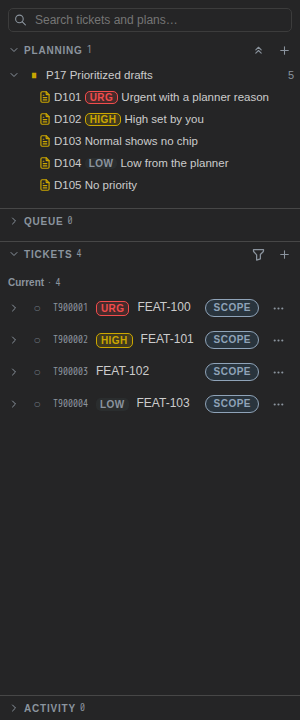 Search tickets and plans…
PLANNING 1
P17 Prioritized drafts 5
D101 URG Urgent with a planner reason
D102 HIGH High set by you
D103 Normal shows no chip
D104 LOW Low from the planner
D105 No priority
QUEUE 0
TICKETS 4
Current · 4
T900001 URG FEAT-100 SCOPE
T900002 HIGH FEAT-101 SCOPE
T900003 FEAT-102 SCOPE
T900004 LOW FEAT-103 SCOPE
ACTIVITY 0